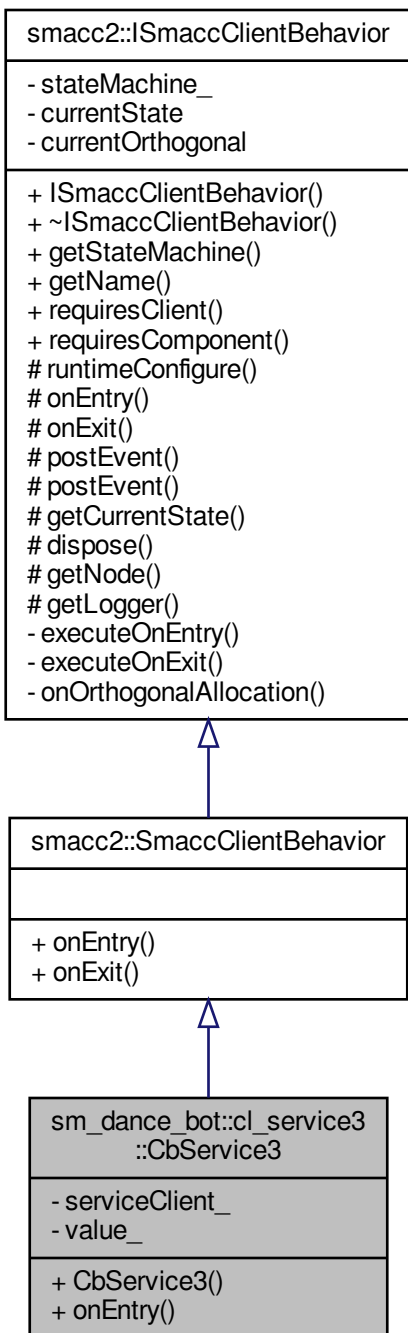 smacc2::ISmaccClientBehavior
- stateMachine_
- currentState
- currentOrthogonal
+ ISmaccClientBehavior()
+ ~ISmaccClientBehavior()
+ getStateMachine()
+ getName()
+ requiresClient()
+ requiresComponent()
# runtimeConfigure()
# onEntry()
# onExit()
# postEvent()
# postEvent()
# getCurrentState()
# dispose()
# getNode()
# getLogger()
- executeOnEntry()
- executeOnExit()
- onOrthogonalAllocation()
smacc2::SmaccClientBehavior
+ onEntry()
+ onExit()
sm_dance_bot::cl_service3
::CbService3
- serviceClient_
- value_
+ CbService3()
+ onEntry()